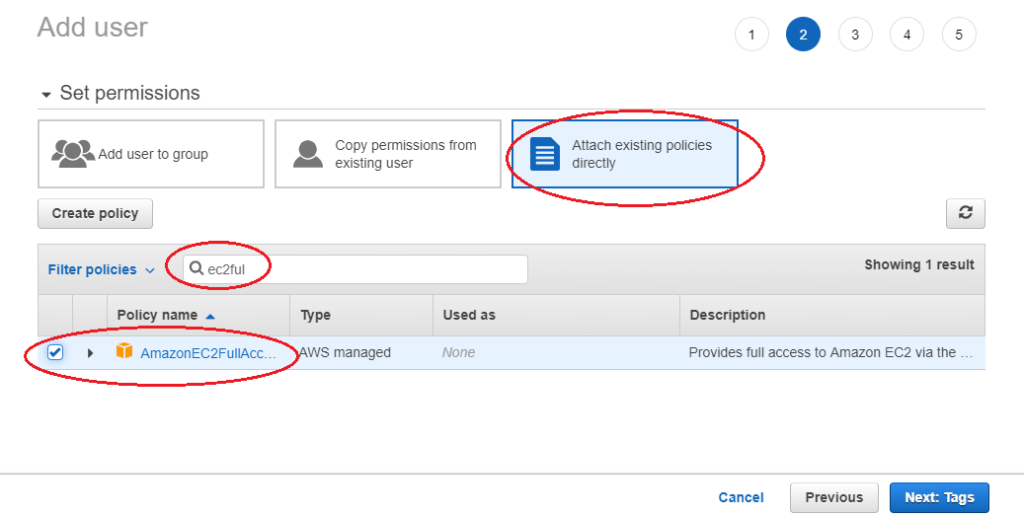 Add user
1 2 3 4 5
Set permissions
Add user to group
Copy permissions from
existing user
Attach existing policies
directly
Create policy
Filter policies
ec2ful
Showing 1 result
Policy name Type Used as Description
AmazonEC2FullAcc... AWS managed None Provides full access to Amazon EC2 via the ...
Cancel Previous Next: Tags